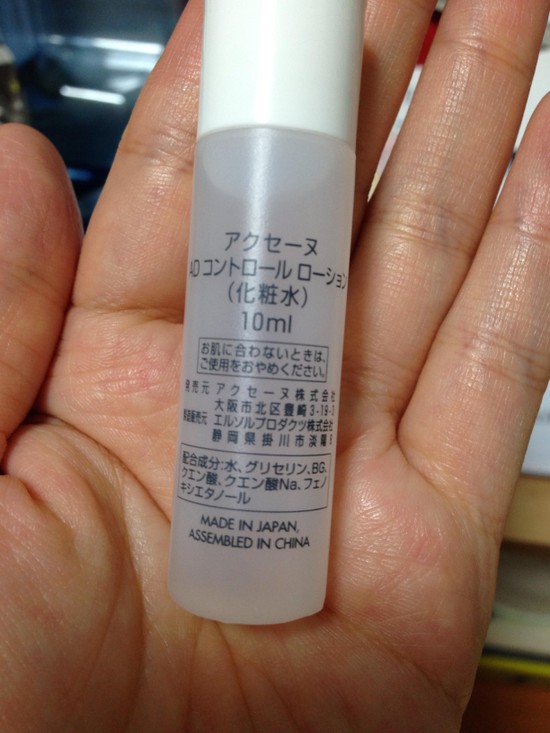 アクセーヌ
ADコントロール ローション
(化粧水)
10ml
お肌に合わないときは、
ご使用をおやめください。
発売元 アクセーヌ株式会社
大阪市北区豊崎3-19-3
製造販売元 エルソルプロダクツ株式会社
静岡県掛川市淡陽
配合成分:水、グリセリン、BG、
クエン酸、クエン酸Na、フェノ
キシエタノール
MADE IN JAPAN,
ASSEMBLED IN CHINA